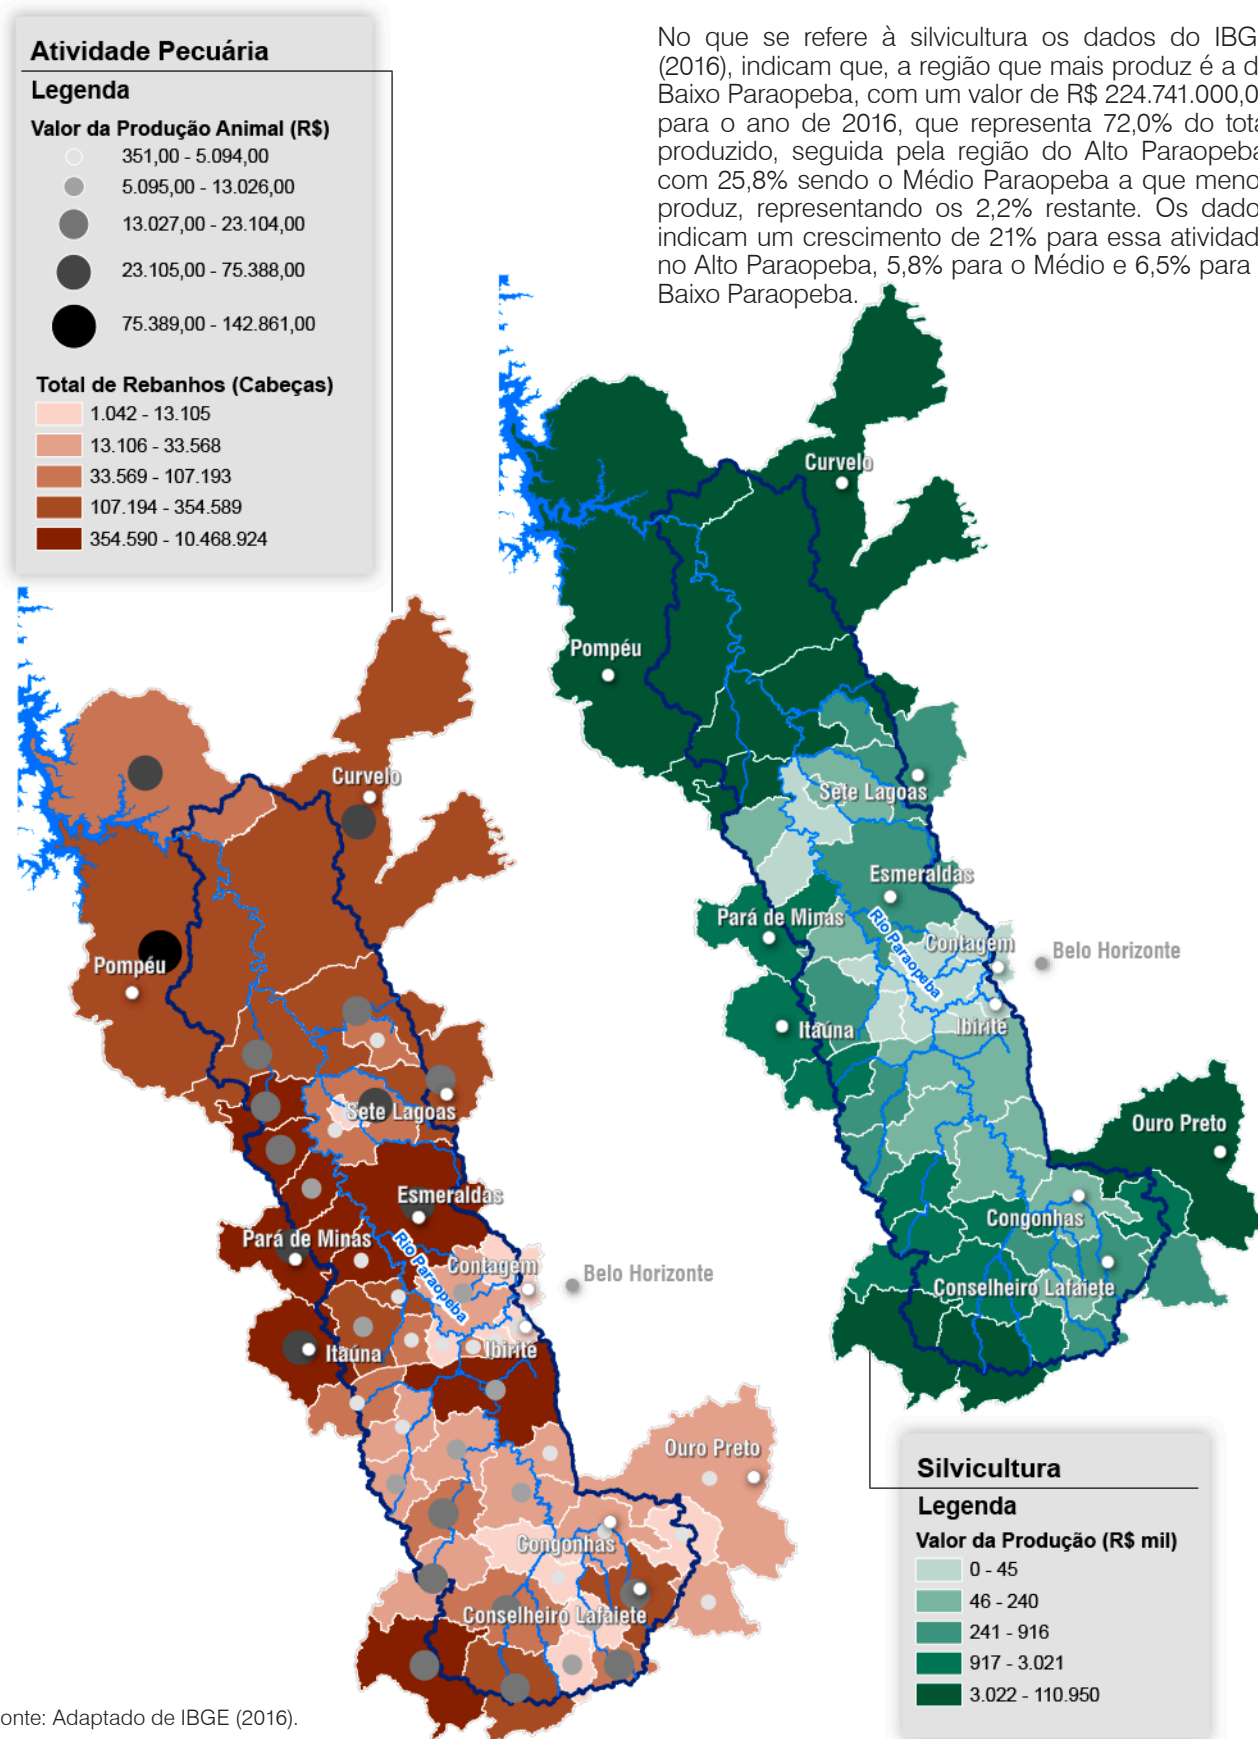 Atividade Pecuária
Legenda
Valor da Produção Animal (R$)
351,00 - 5.094,00
5.095,00 - 13.026,00
13.027,00 - 23.104,00
23.105,00 - 75.388,00
75.389,00 - 142.861,00
Total de Rebanhos (Cabeças)
1.042 - 13.105
13.106 - 33.568
33.569 - 107.193
107.194 - 354.589
354.590 - 10.468.924
No que se refere à silvicultura os dados do IBG
(2016), indicam que, a região que mais produz é a d
Baixo Paraopeba, com um valor de R$ 224.741.000,0
para o ano de 2016, que representa 72,0% do tota
produzido, seguida pela região do Alto Paraopeba
com 25,8% sendo o Médio Paraopeba a que meno
produz, representando os 2,2% restante. Os dado
indicam um crescimento de 21% para essa atividad
no Alto Paraopeba, 5,8% para o Médio e 6,5% para
Baixo Paraopeba.
Curvelo
Pompéu
Sete Lagoas
Esmeraldas
Pará de Minas
Rio Paraopeba
Contagem
Belo Horizonte
Itaúna
Ibirité
Ouro Preto
Congonhas
Conselheiro Lafaiete
Curvelo
Pompéu
Sete Lagoas
Esmeraldas
Pará de Minas
Rio Paraopeba
Contagem
Belo Horizonte
Itaúna
Ibirité
Ouro Preto
Congonhas
Conselheiro Lafaiete
Silvicultura
Legenda
Valor da Produção (R$ mil)
0 - 45
46 - 240
241 - 916
917 - 3.021
3.022 - 110.950
onte: Adaptado de IBGE (2016).